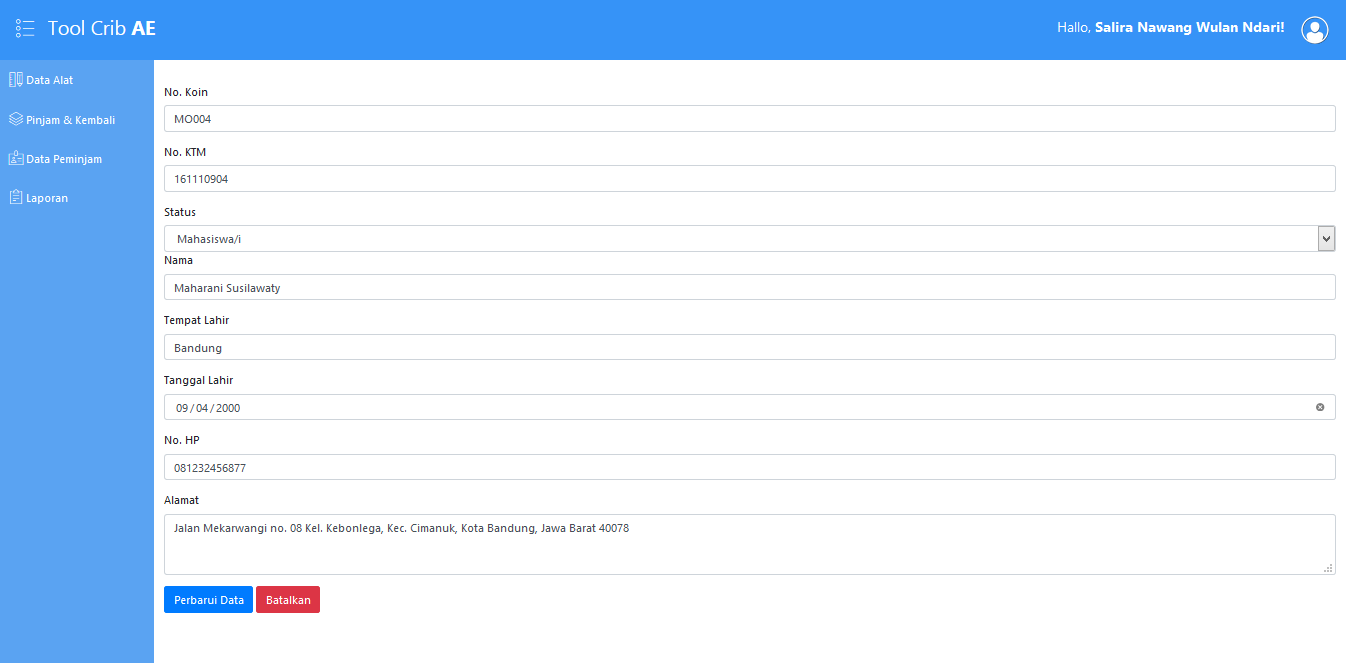 Tool Crib AE
Hallo, Salira Nawang Wulan Ndari!
Data Alat
Pinjam & Kembali
Data Peminjam
Laporan
No. Koin
MO004
No. KTM
161110904
Status
Mahasiswa/i
Nama
Maharani Susilawaty
Tempat Lahir
Bandung
Tanggal Lahir
09/04/2000
No. HP
081232456877
Alamat
Jalan Mekarwangi no. 08 Kel. Kebonlega, Kec. Cimanuk, Kota Bandung, Jawa Barat 40078
Perbarui Data
Batalkan